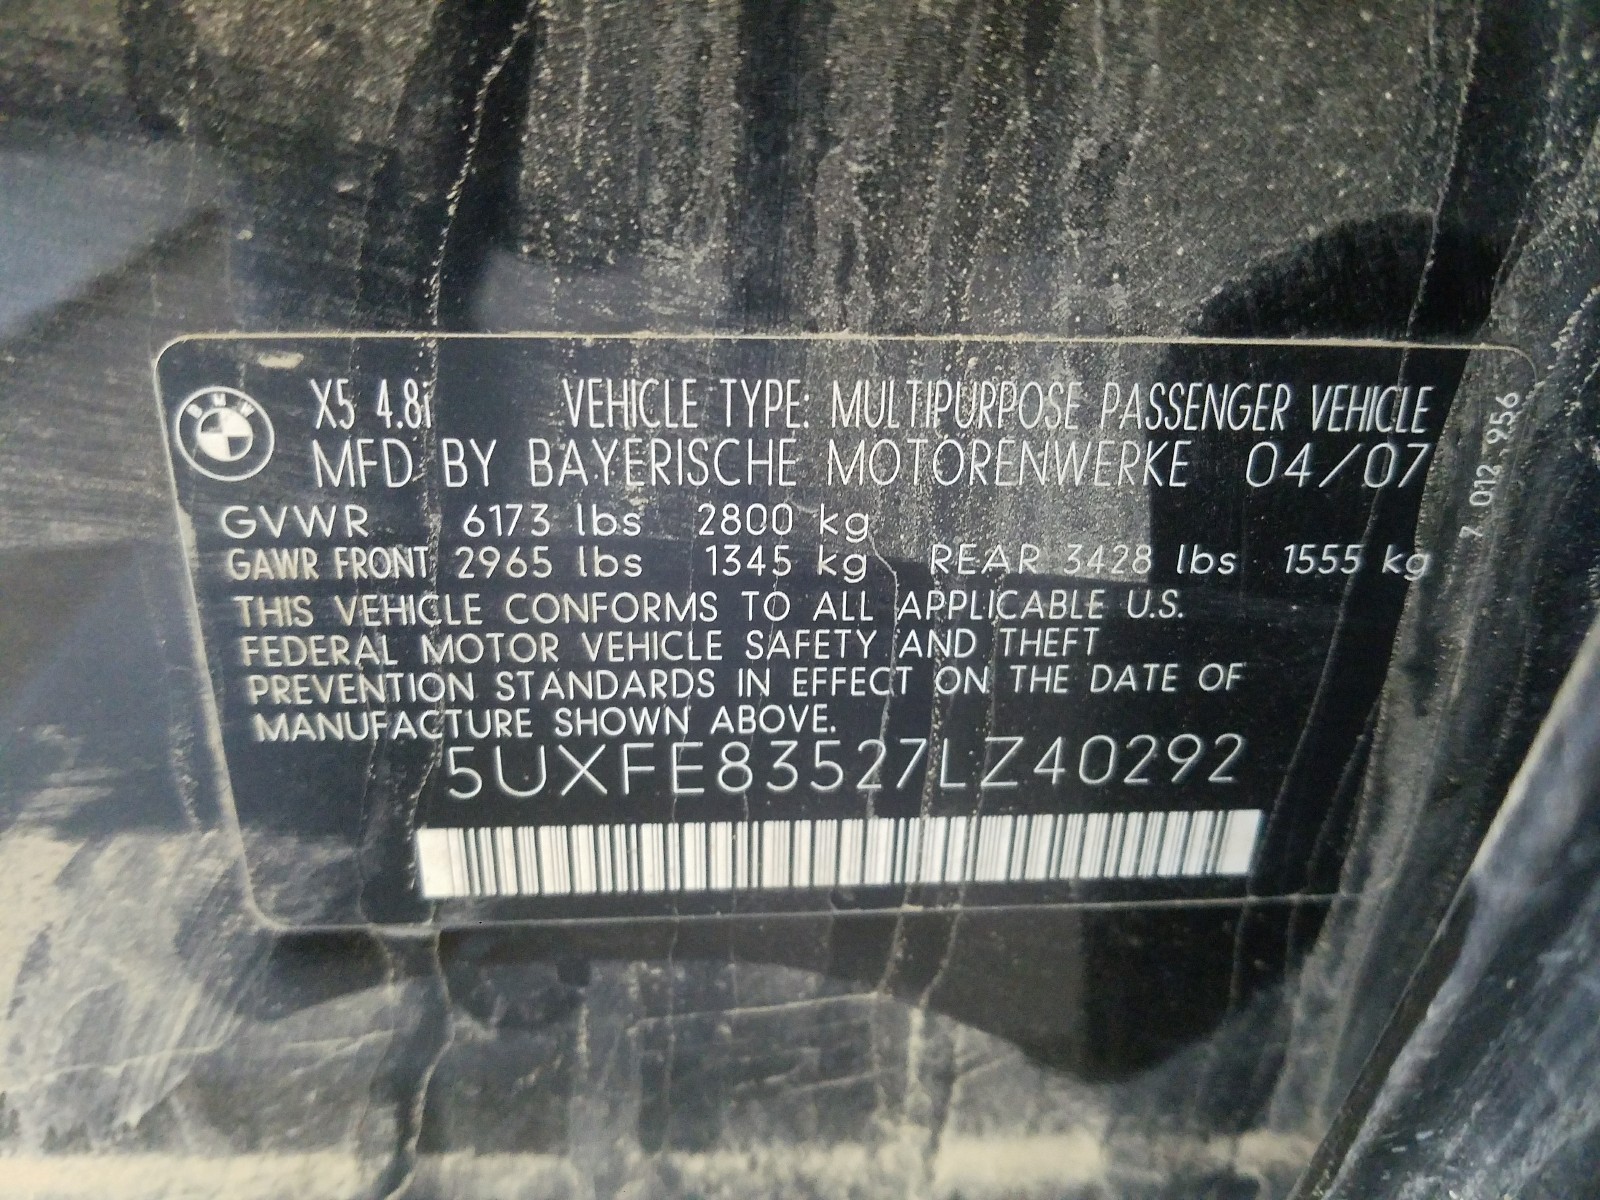 BMW
X5 4.8i VEHICLE TYPE: MULTIPURPOSE PASSENGER VEHICLE
MFD BY BAYERISCHE MOTORENWERKE 04/07
GVWR 6173 lbs 2800 kg
GAWR FRONT 2965 lbs 1345 kg REAR 3428 lbs 1555 kg
THIS VEHICLE CONFORMS TO ALL APPLICABLE U.S.
FEDERAL MOTOR VEHICLE SAFETY AND THEFT
PREVENTION STANDARDS IN EFFECT ON THE DATE OF
MANUFACTURE SHOWN ABOVE.
5UXFE83527LZ40292
7 012 956